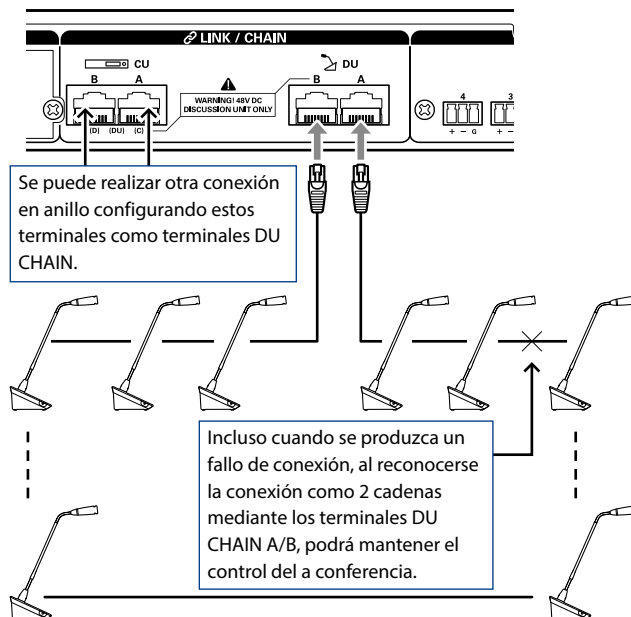 LINK / CHAIN
CU
DU
B A
B A
WARNING! 48V DC
DISCUSSION UNIT ONLY
(D) (DU) (C)
4 3
+ - G + -
Se puede realizar otra conexión
en anillo configurando estos
terminales como terminales DU
CHAIN.
Incluso cuando se produzca un
fallo de conexión, al reconocerse
la conexión como 2 cadenas
mediante los terminales DU
CHAIN A/B, podrá mantener el
control del a conferencia.